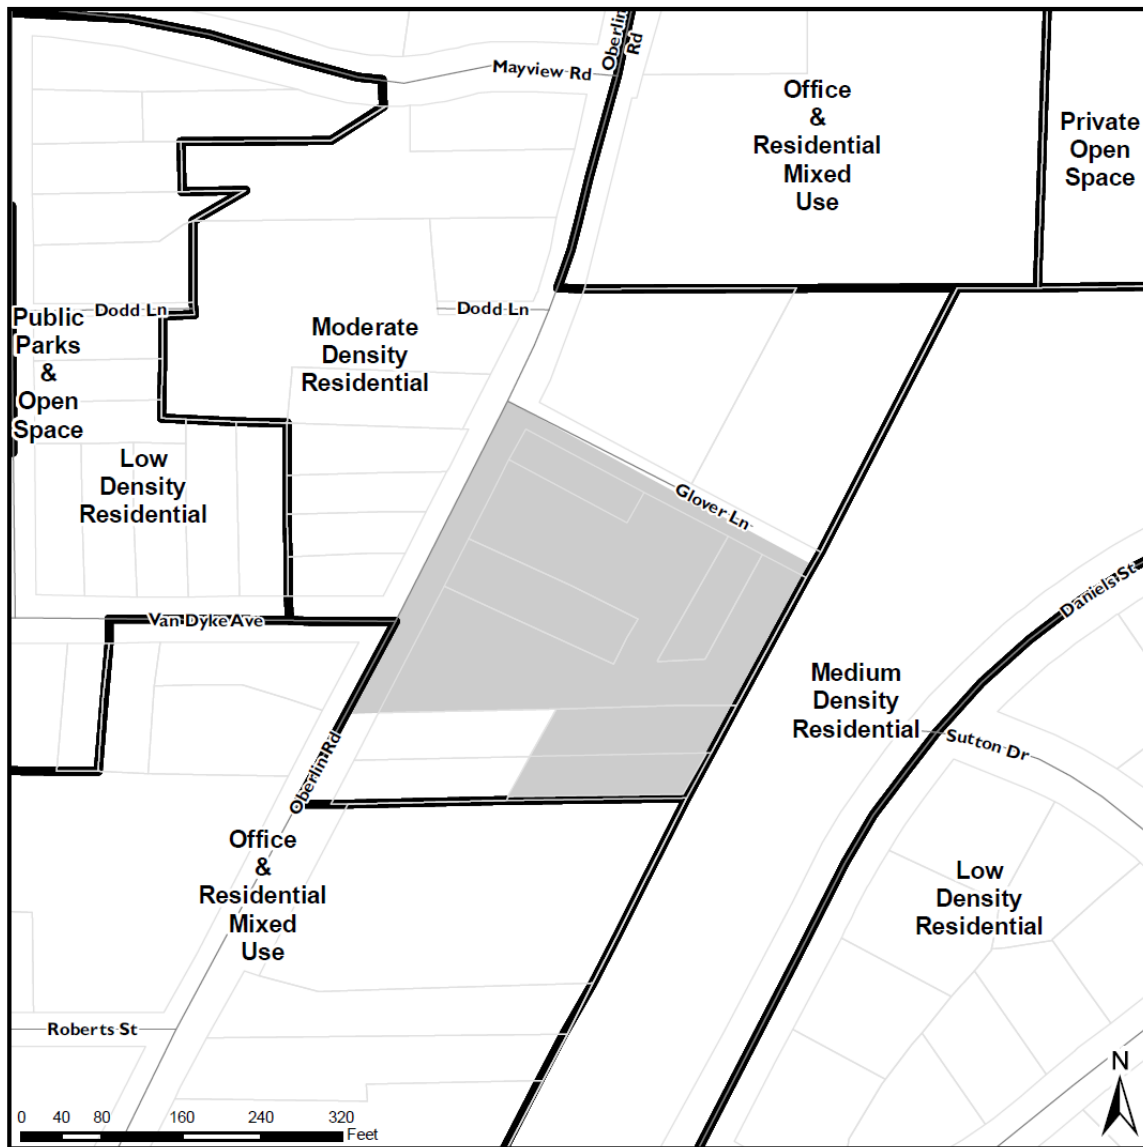 Oberlin
Rd
Mayview Rd
Office
&
Residential
Mixed
Use
Private
Open
Space
Dodd Ln
Dodd Ln
Public
Parks
&
Open
Space
Moderate
Density
Residential
Low
Density
Residential
Glover Ln
Van Dyke Ave
Daniels St
Medium
Density
Residential
Sutton Dr
Oberlin Rd
Office
&
Residential
Mixed
Use
Low
Density
Residential
Roberts St
N
0 40 80 160 240 320
Feet